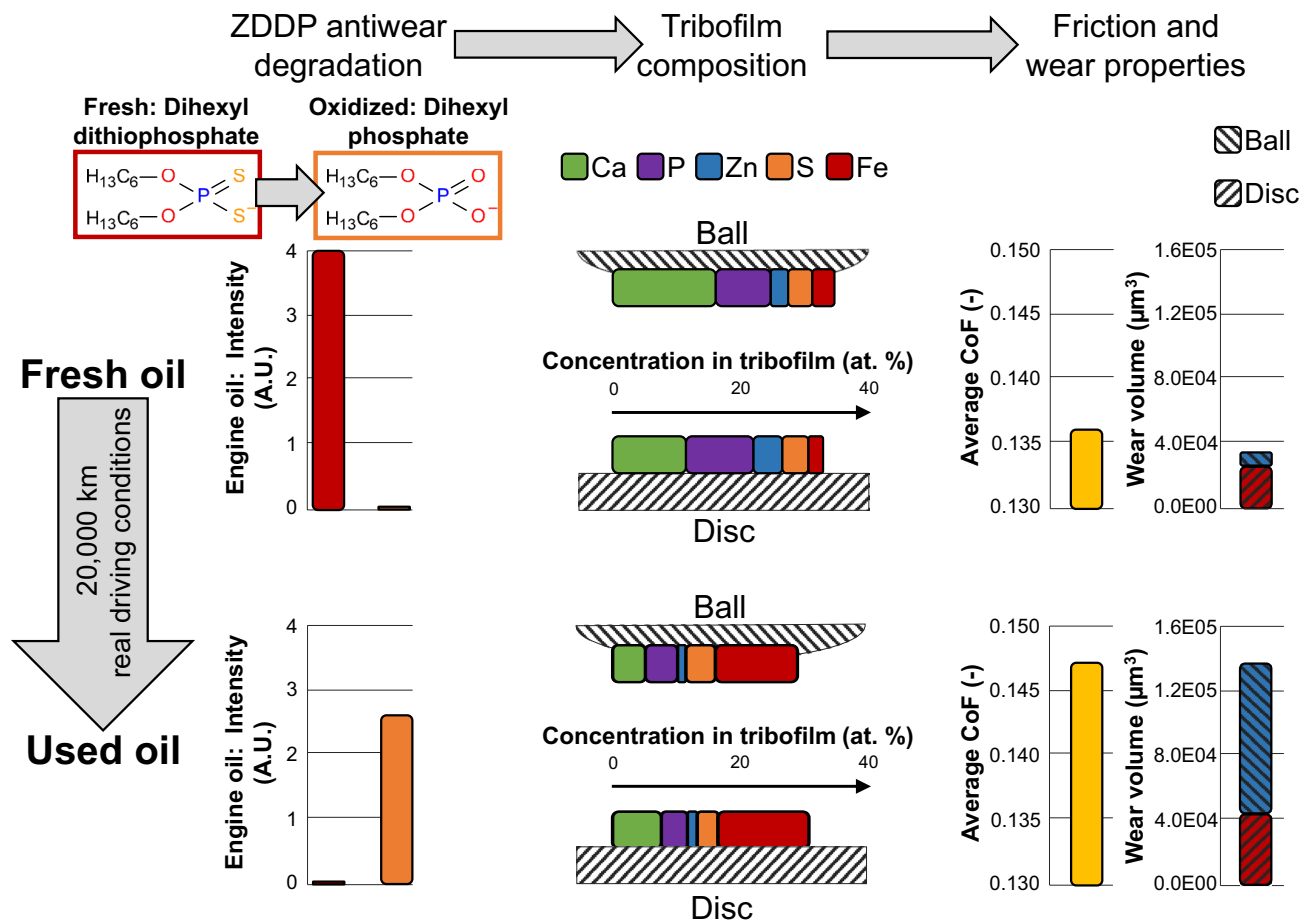 ZDDP antiwear
degradation
Tribofilm
composition
Friction and
wear properties
Fresh: Dihexyl
dithiophosphate
Oxidized: Dihexyl
phosphate
H13C6 O P S
H13C6 O S−
H13C6 O P O
H13C6 O O−
Ca P Zn S Fe
Ball
Disc
Fresh oil
20,000 km
real driving conditions
Used oil
Engine oil: Intensity
(A.U.)
4
3
2
1
0
Ball
Concentration in tribofilm (at. %)
0 20 40
Disc
Average CoF (-)
0.150
0.145
0.140
0.135
0.130
Wear volume (µm³)
1.6E05
1.2E05
8.0E04
4.0E04
0.0E00
Engine oil: Intensity
(A.U.)
4
3
2
1
0
Ball
Concentration in tribofilm (at. %)
0 20 40
Disc
Average CoF (-)
0.150
0.145
0.140
0.135
0.130
Wear volume (µm³)
1.6E05
1.2E05
8.0E04
4.0E04
0.0E00